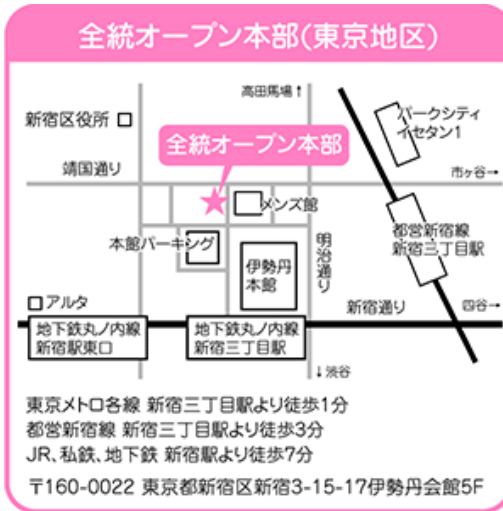 全統オープン本部(東京地区)
高田馬場↑
新宿区役所
パークシティ
イセタン1
全統オープン本部
靖国通り
市ヶ谷→
メンズ館
都営新宿線
新宿三丁目駅
本館パーキング
伊勢丹
本館
明治通り
アルタ
新宿通り
四谷→
地下鉄丸ノ内線
新宿駅東口
地下鉄丸ノ内線
新宿三丁目駅
↓渋谷
東京メトロ各線 新宿三丁目駅より徒歩1分
都営新宿線 新宿三丁目駅より徒歩3分
JR、私鉄、地下鉄 新宿駅より徒歩7分
〒160-0022 東京都新宿区新宿3-15-17伊勢丹会館5F